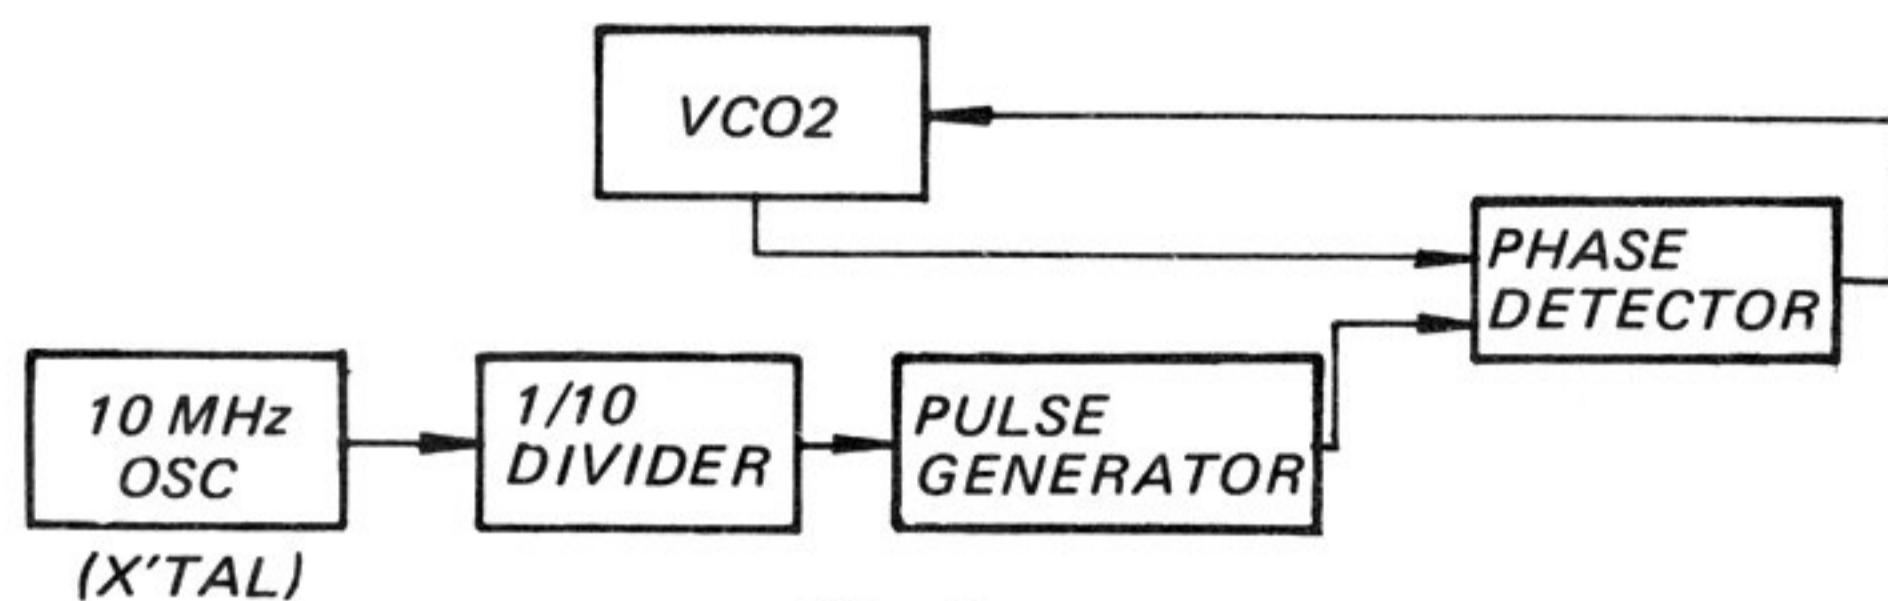 VCO2
PHASE
DETECTOR
10 MHz
OSC
1/10
DIVIDER
PULSE
GENERATOR
(X'TAL)